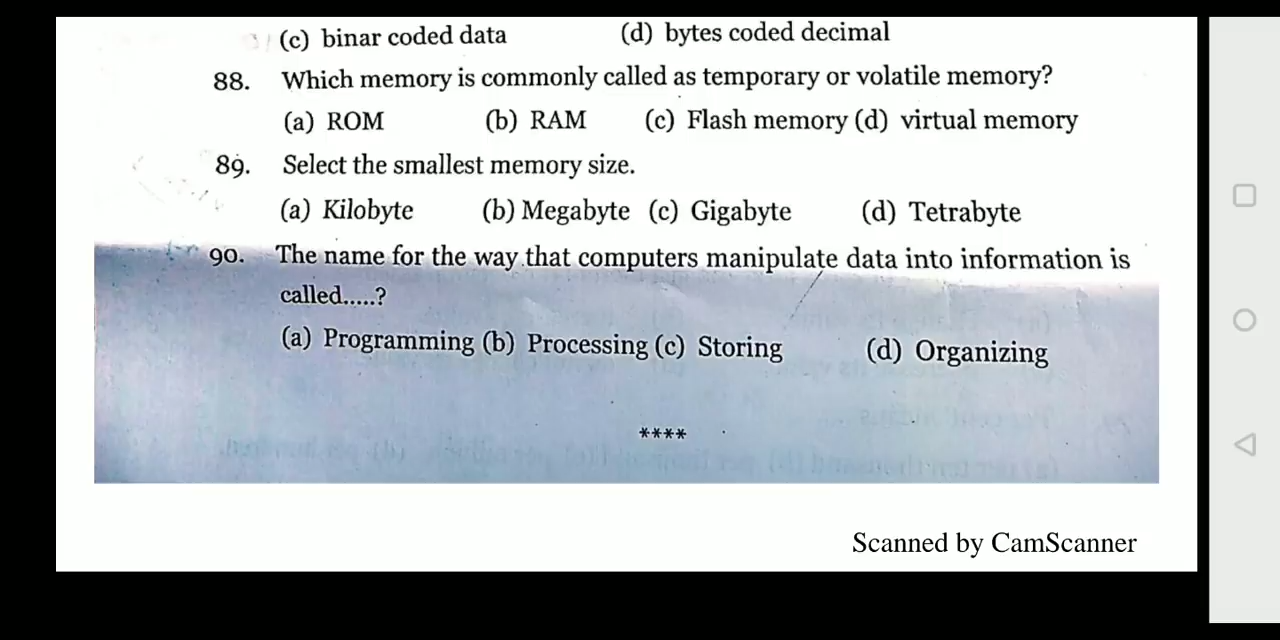 (c) binar coded data (d) bytes coded decimal
88. Which memory is commonly called as temporary or volatile memory?
(a) ROM (b) RAM (c) Flash memory (d) virtual memory
89. Select the smallest memory size.
(a) Kilobyte (b) Megabyte (c) Gigabyte (d) Tetrabyte
90. The name for the way that computers manipulate data into information is
called.....?
(a) Programming (b) Processing (c) Storing (d) Organizing
****
Scanned by CamScanner